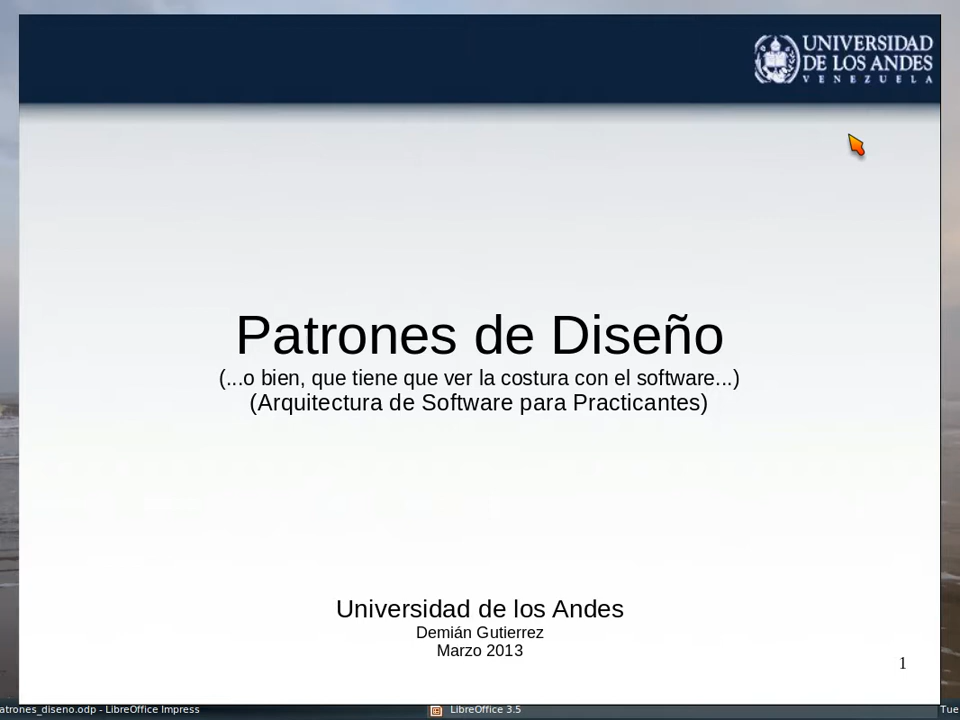 UNIVERSIDAD
DE LOS ANDES
VENEZUELA
Patrones de Diseño
(...o bien, que tiene que ver la costura con el software...)
(Arquitectura de Software para Practicantes)
Universidad de los Andes
Demián Gutierrez
Marzo 2013
1
atrones_diseno.odp - LibreOffice Impress
LibreOffice 3.5
Tue